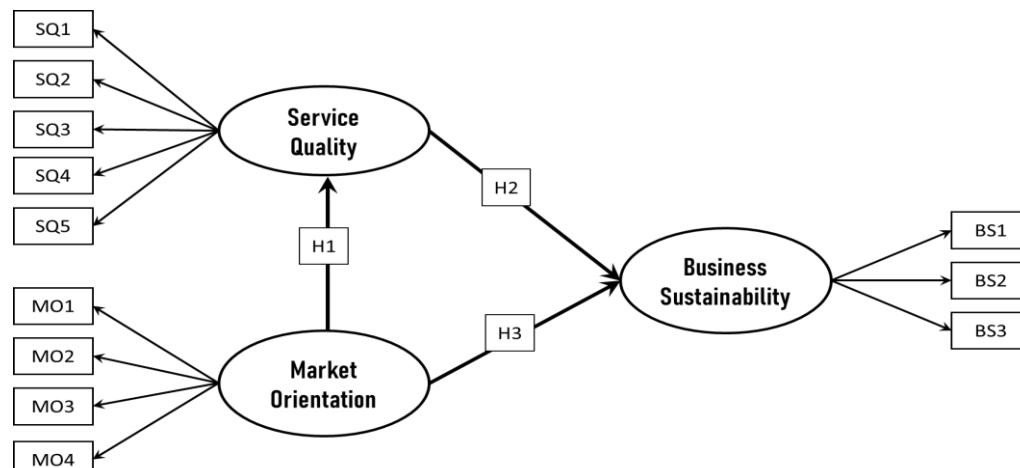 SQ1
SQ2
SQ3
SQ4
SQ5
Service
Quality
H2
H1
Business
Sustainability
BS1
BS2
BS3
MO1
MO2
MO3
MO4
H3
Market
Orientation